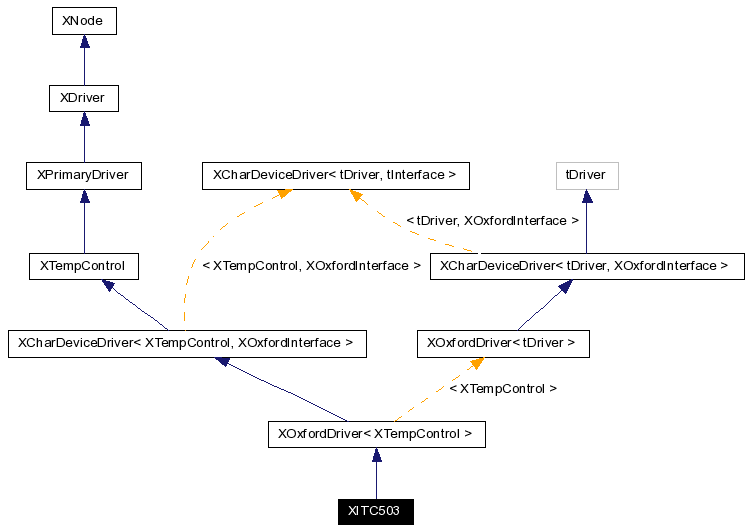 XNode
XDriver
XPrimaryDriver
XCharDeviceDriver< tDriver, tInterface >
tDriver
< tDriver, XOxfordInterface >
XTempControl
< XTempControl, XOxfordInterface >
XCharDeviceDriver< tDriver, XOxfordInterface >
XCharDeviceDriver< XTempControl, XOxfordInterface >
XOxfordDriver< tDriver >
< XTempControl >
XOxfordDriver< XTempControl >
XITC503